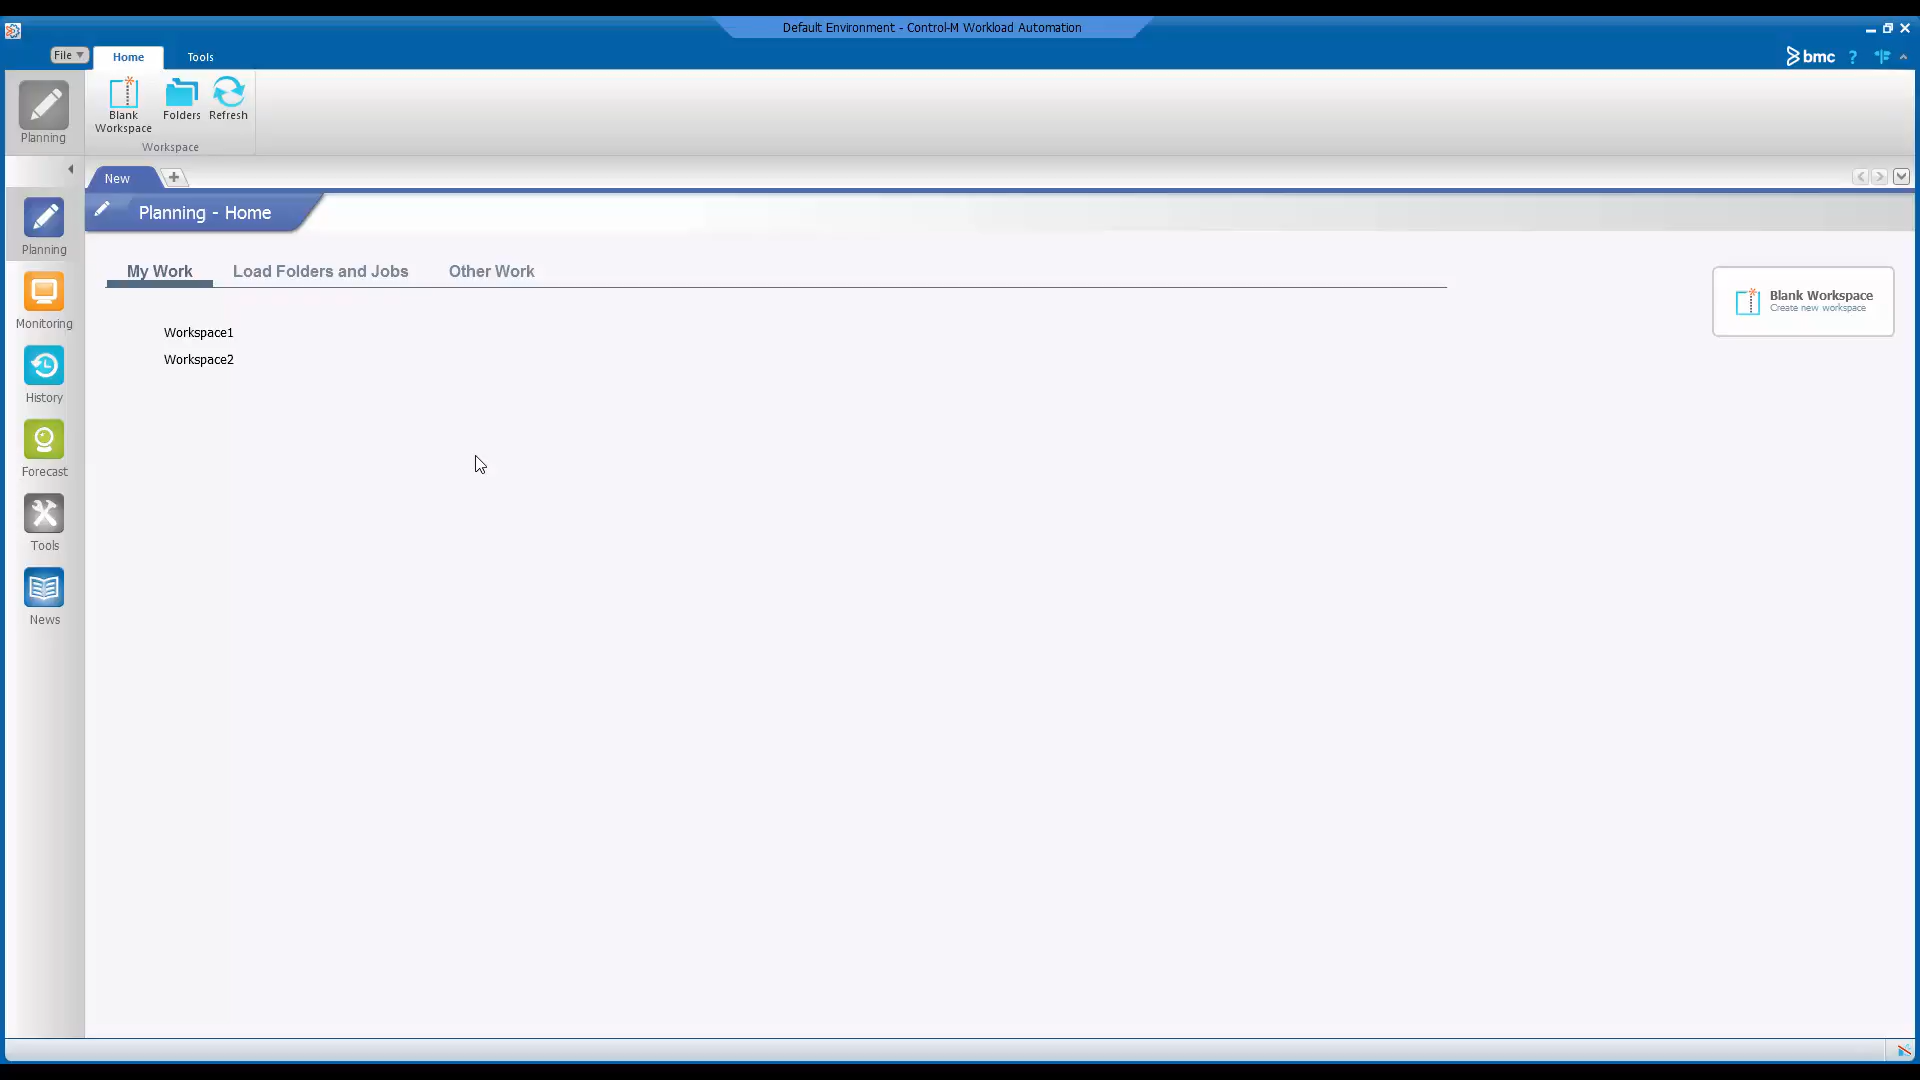 Default Environment - Control-M Workload Automation
File
Home
Tools
bmc
?
Planning
Blank
Workspace
Folders
Refresh
Workspace
New
Planning - Home
Planning
Monitoring
History
Forecast
Tools
News
My Work
Load Folders and Jobs
Other Work
Workspace1
Workspace2
Blank Workspace
Create new workspace